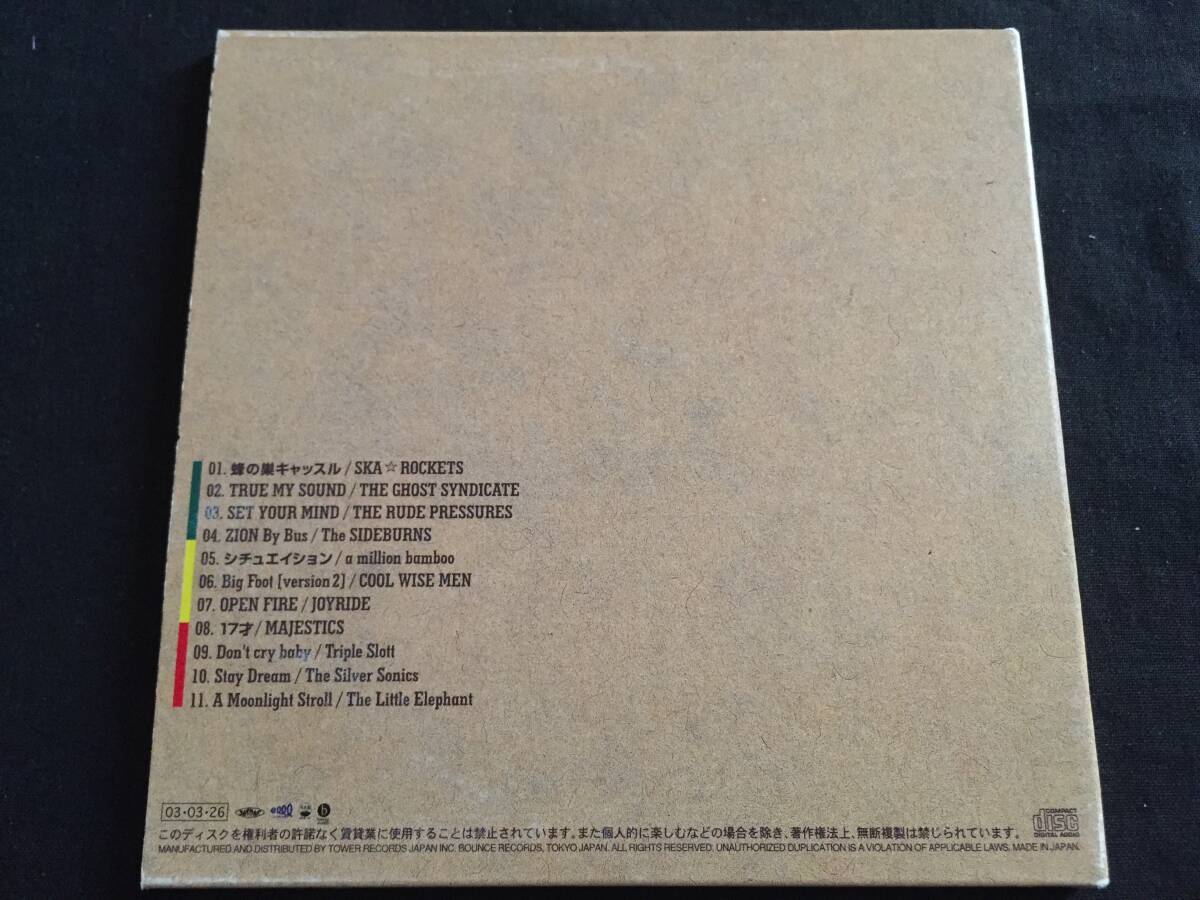 01. 蜂の巣キャッスル / SKA☆ROCKETS
02. TRUE MY SOUND / THE GHOST SYNDICATE
03. SET YOUR MIND / THE RUDE PRESSURES
04. ZION By Bus / The SIDEBURNS
05. シチュエイション / a million bamboo
06. Big Foot [version 2] / COOL WISE MEN
07. OPEN FIRE / JOYRIDE
08. 17才 / MAJESTICS
09. Don't cry baby / Triple Slott
10. Stay Dream / The Silver Sonics
11. A Moonlight Stroll / The Little Elephant
03・03・26
COMPACT
disc
DIGITAL AUDIO
このディスクを権利者の許諾なく賃貸業に使用することは禁止されています。また個人的に楽しむなどの場合を除き、著作権法上、無断複製は禁じられています。
MANUFACTURED AND DISTRIBUTED BY TOWER RECORDS JAPAN INC. BOUNCE RECORDS, TOKYO JAPAN. ALL RIGHTS RESERVED. UNAUTHORIZED DUPLICATION IS A VIOLATION OF APPLICABLE LAWS. MADE IN JAPAN.